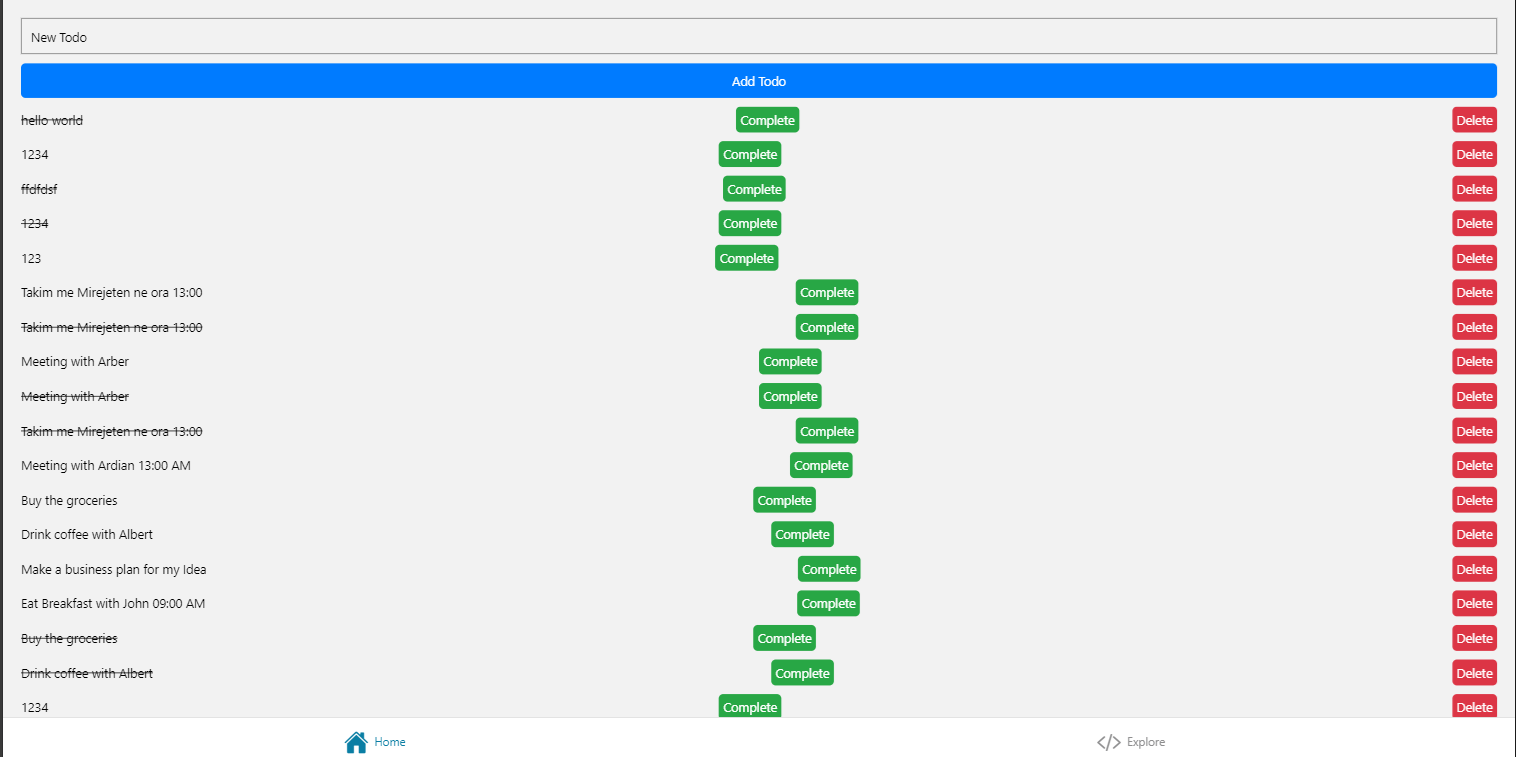 New Todo
Add Todo
hello world Complete Delete
1234 Complete Delete
ffdfdsf Complete Delete
1234 Complete Delete
123 Complete Delete
Takim me Mirejeten ne ora 13:00 Complete Delete
Takim me Mirejeten ne ora 13:00 Complete Delete
Meeting with Arber Complete Delete
Meeting with Arber Complete Delete
Takim me Mirejeten ne ora 13:00 Complete Delete
Meeting with Ardian 13:00 AM Complete Delete
Buy the groceries Complete Delete
Drink coffee with Albert Complete Delete
Make a business plan for my Idea Complete Delete
Eat Breakfast with John 09:00 AM Complete Delete
Buy the groceries Complete Delete
Drink coffee with Albert Complete Delete
1234 Complete Delete
Home Explore